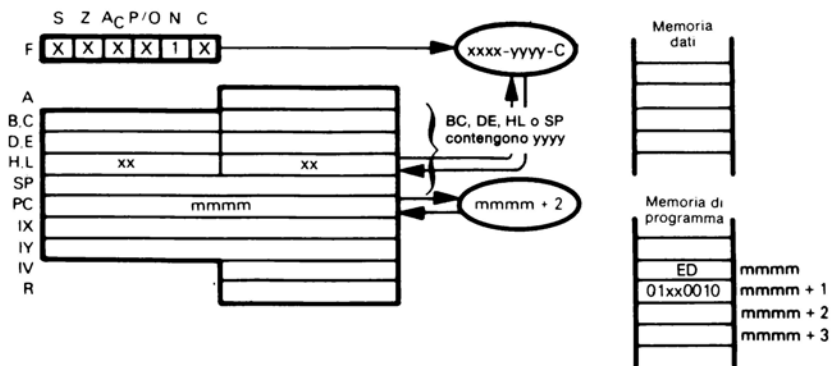 S Z AC P/O N C
F X X X X 1 X
xxxx-yyyy-C
A
B,C
D,E
H,L xx xx
SP
PC mmmm
IX
IY
IV
R
BC, DE, HL o SP
contengono yyyy
mmmm + 2
Memoria
dati
Memoria di
programma
ED mmmm
01xx0010 mmmm + 1
mmmm + 2
mmmm + 3